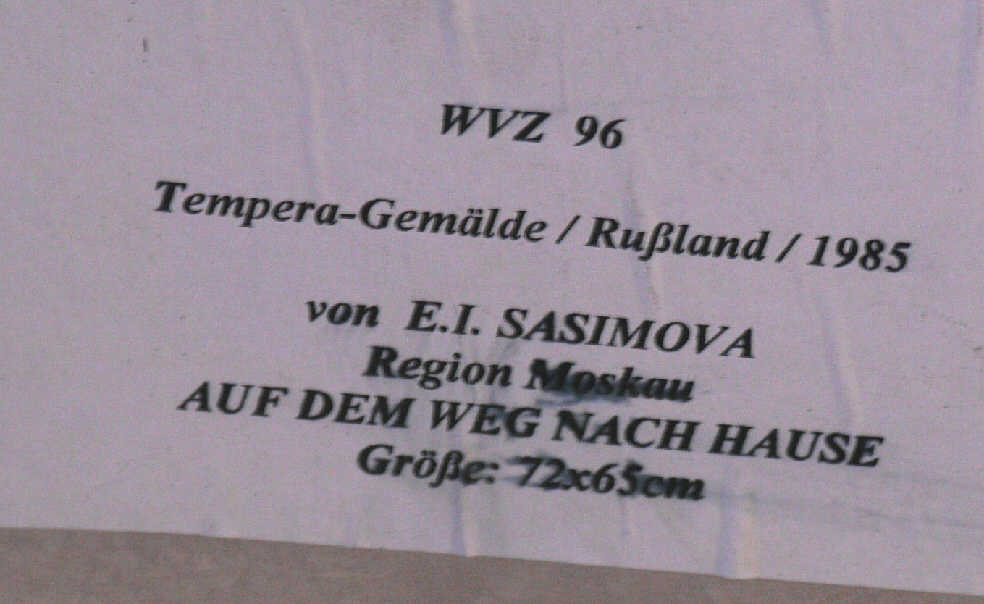 WVZ 96
Tempera-Gemälde / Rußland / 1985
von E.I. SASIMOVA
Region Moskau
AUF DEM WEG NACH HAUSE
Größe: 72x65cm